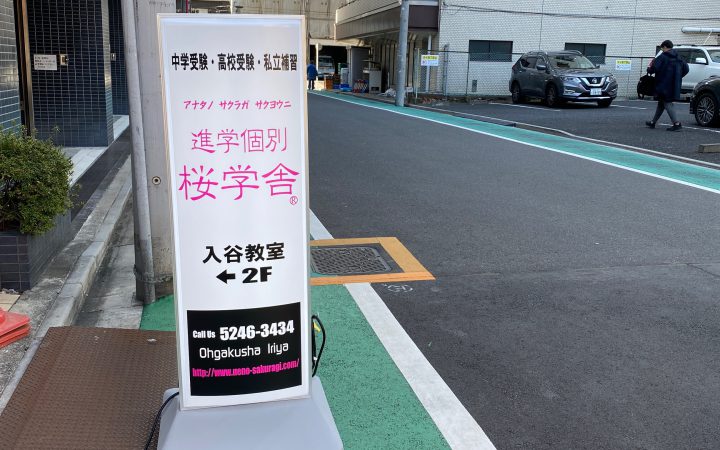 中学受験・高校受験・私立補習
アナタノ サクラガ サクヨウニ
進学個別
桜学舎®
入谷教室
←2F
Call Us 5246-3434
Ohgakusha Iriya
http://www.ueno-sakuragi.com/